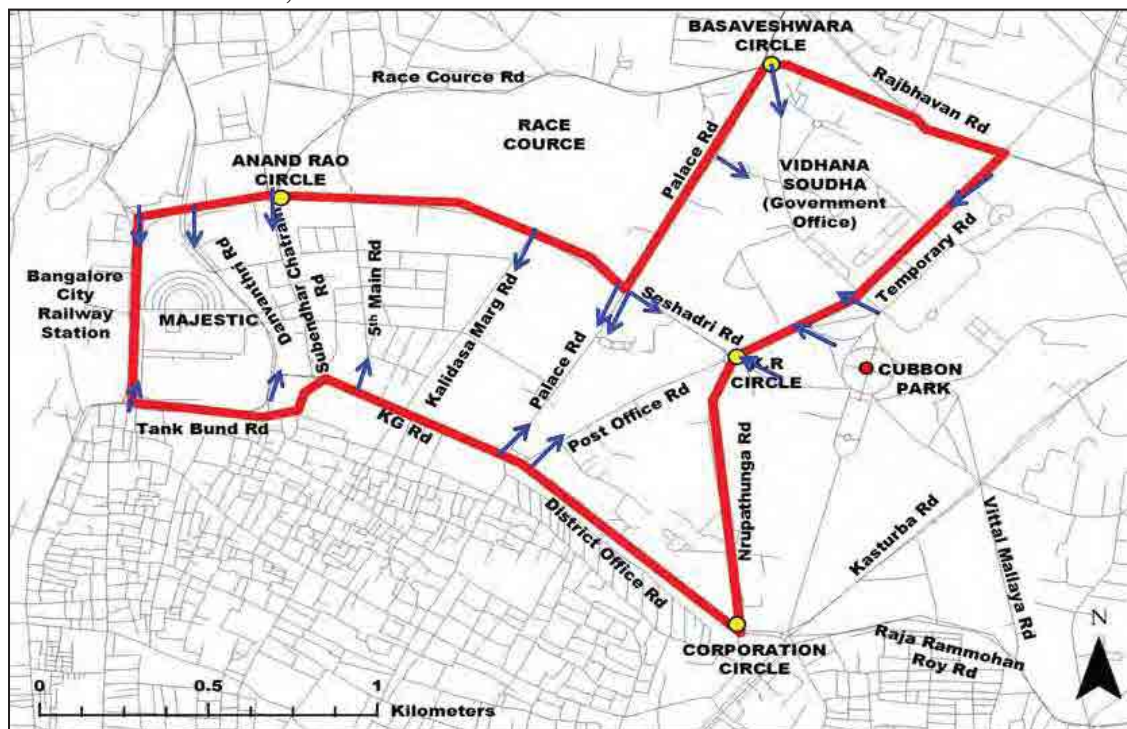 BASAVESHWARA
CIRCLE
Race Cource Rd
Rajbhavan Rd
RACE
COURCE
Palace Rd
ANAND RAO
CIRCLE
VIDHANA
SOUDHA
(Government
Office)
Temporary Rd
Bangalore
City
Railway
Station
MAJESTIC
Danvanthri Rd
Subendhar Chatram
Rd
5th Main Rd
Kalidasa Marg Rd
Palace Rd
Seshadri Rd
K.R
CIRCLE
CUBBON
PARK
Tank Bund Rd
KG Rd
Post Office Rd
Nrupathunga Rd
District Office Rd
Kasturba Rd
Vittal Mallaya Rd
CORPORATION
CIRCLE
Raja Rammohan
Roy Rd
N
0 0.5 1
Kilometers